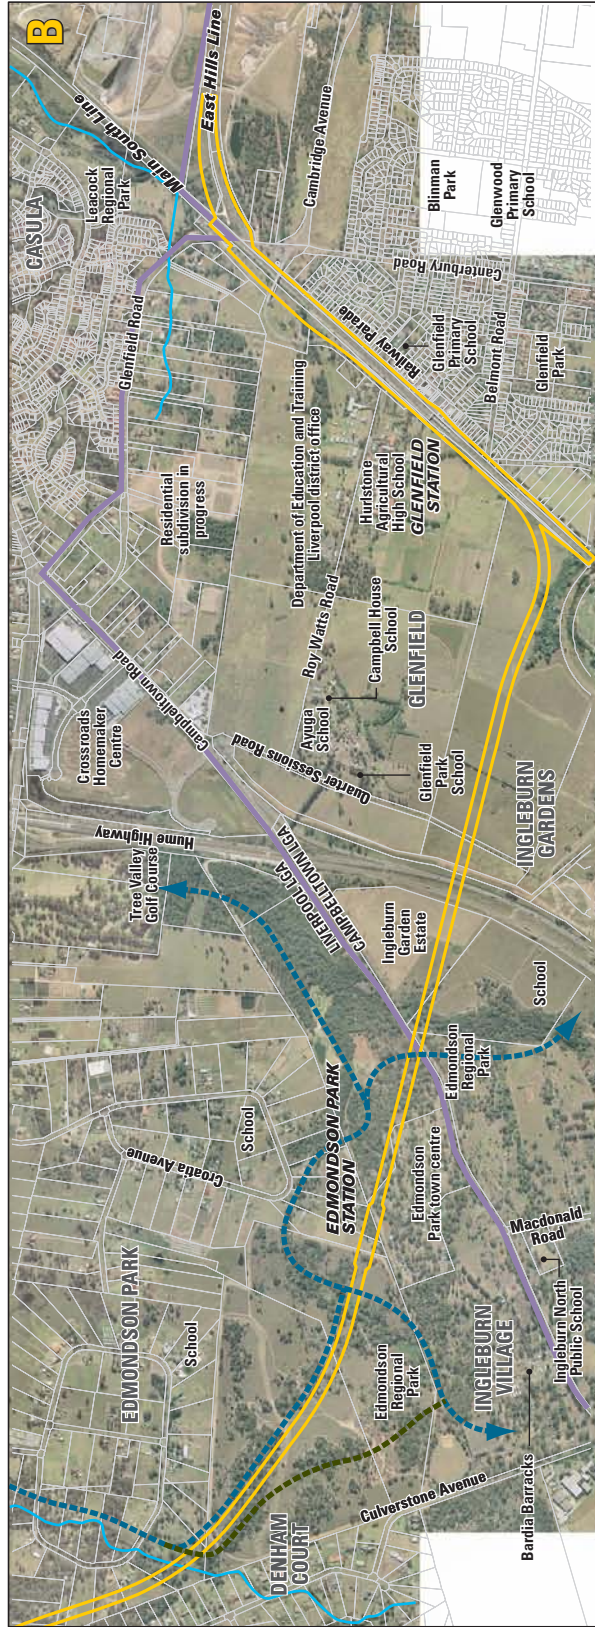 B
CASULA
Leacock
Regional
Park
Main South Line
East Hills Line
Cambridge Avenue
Blinman
Park
Glenwood
Primary
School
Canterbury Road
Glenfield Road
Railway Parade
Glenfield
Primary
School
Belmont Road
Glenfield
Park
Residential
subdivision in
progress
Department of Education and Training
Liverpool district office
Hurlstone
Agricultural
High School
GLENFIELD
STATION
Roy Watts Road
Campbell House
School
GLENFIELD
Ayuga
School
Glenfield
Park
School
Quarter Sessions Road
Campbelltown Road
Crossroads
Homemaker
Centre
Hume Highway
INGLEBURN
GARDENS
Tree Valley
Golf Course
LIVERPOOL LGA
CAMPBELLTOWN LGA
Ingleburn
Garden
Estate
School
Edmondson
Regional
Park
EDMONDSON PARK
STATION
Edmondson
Park town centre
School
Croatia Avenue
Macdonald
Road
Ingleburn North
Public School
INGLEBURN
VILLAGE
Bardia Barracks
EDMONDSON PARK
School
Edmondson
Regional
Park
Culverstone Avenue
DENHAM
COURT